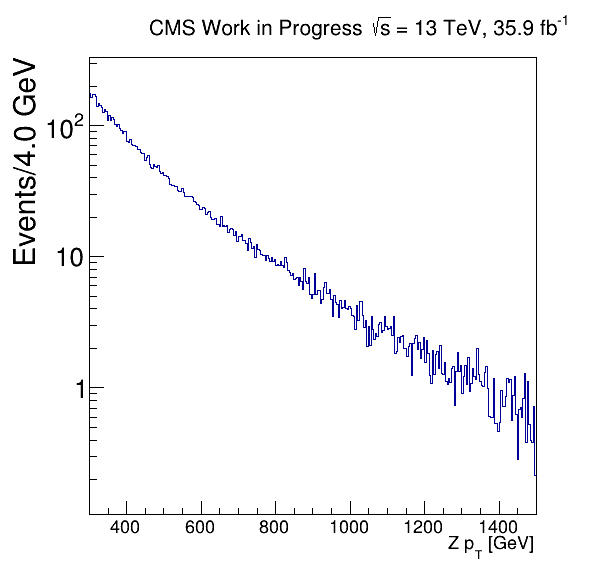 CMS Work in Progress √s = 13 TeV, 35.9 fb⁻¹
Events/4.0 GeV
10²
10
1
400 600 800 1000 1200 1400
Z p_T [GeV]